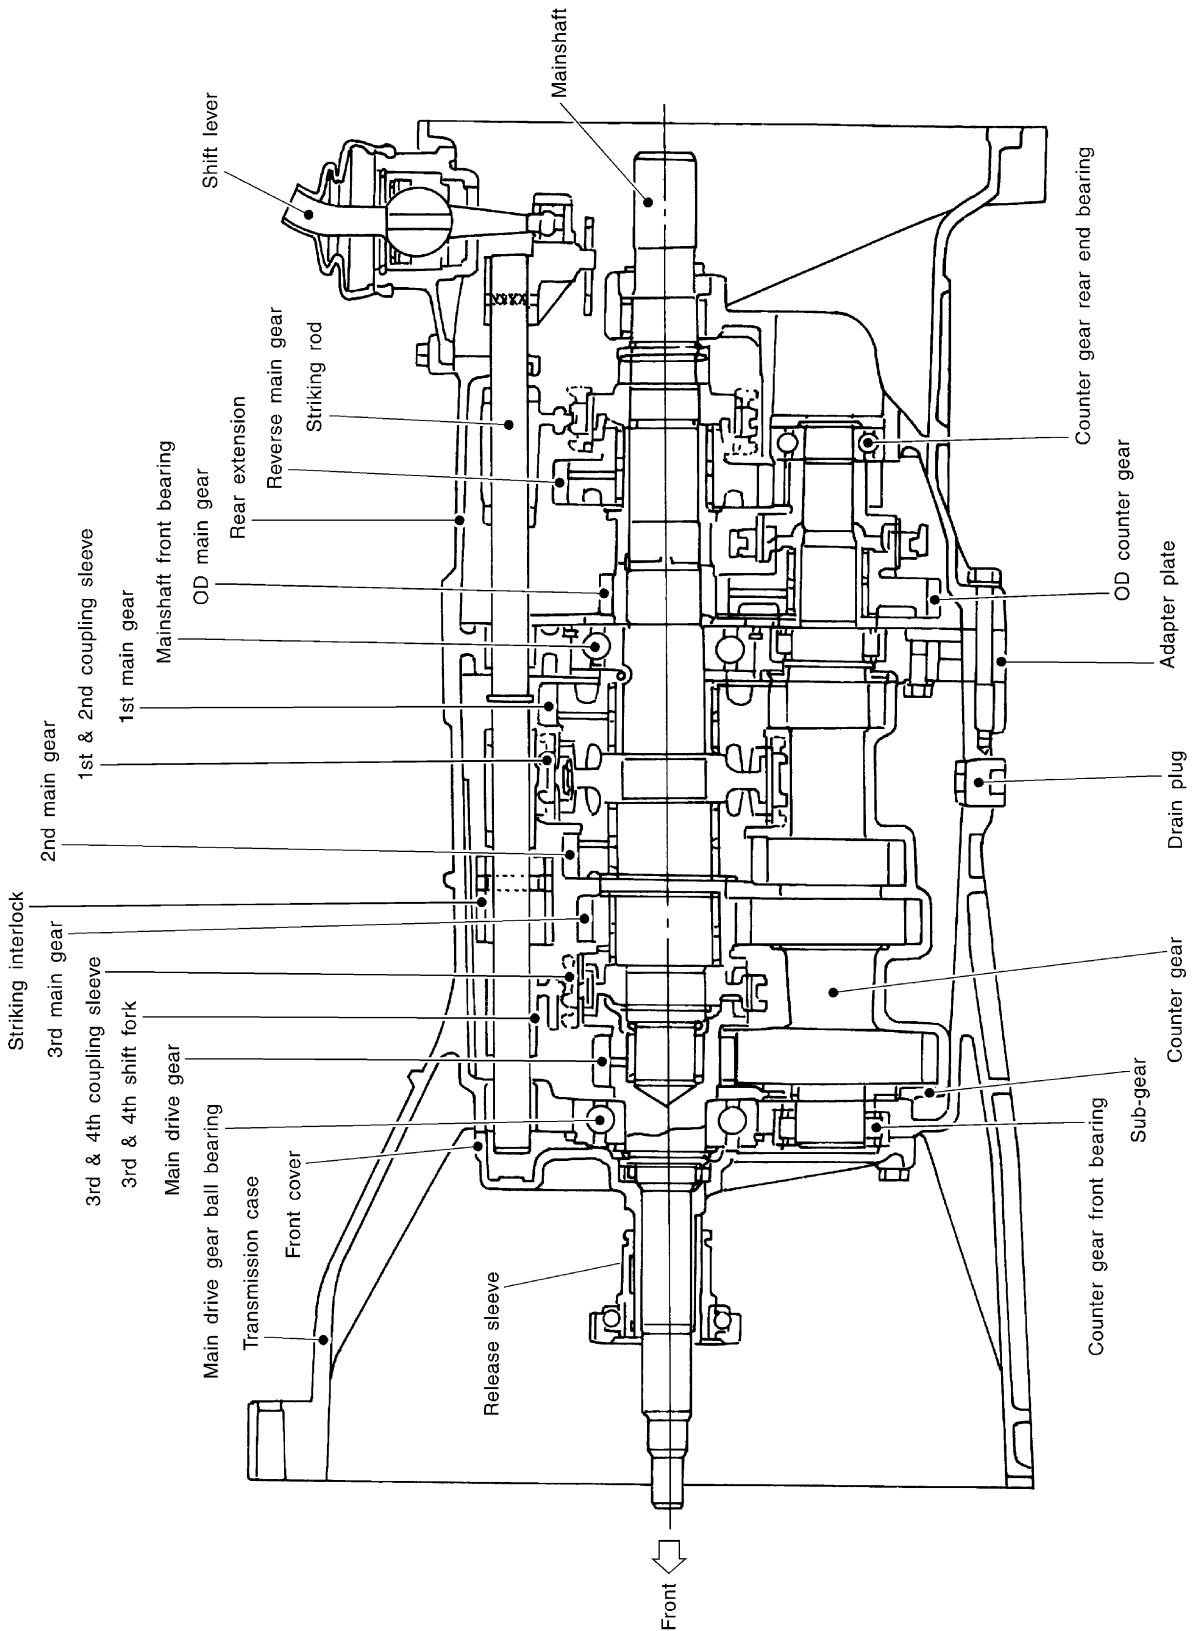 Striking interlock
3rd main gear
2nd main gear
3rd & 4th coupling sleeve
1st & 2nd coupling sleeve
3rd & 4th shift fork
1st main gear
Main drive gear
Mainshaft front bearing
Main drive gear ball bearing
OD main gear
Shift lever
Transmission case
Rear extension
Front cover
Reverse main gear
Striking rod
Release sleeve
Mainshaft
Front
Counter gear rear end bearing
Counter gear front bearing
OD counter gear
Sub-gear
Adapter plate
Counter gear
Drain plug